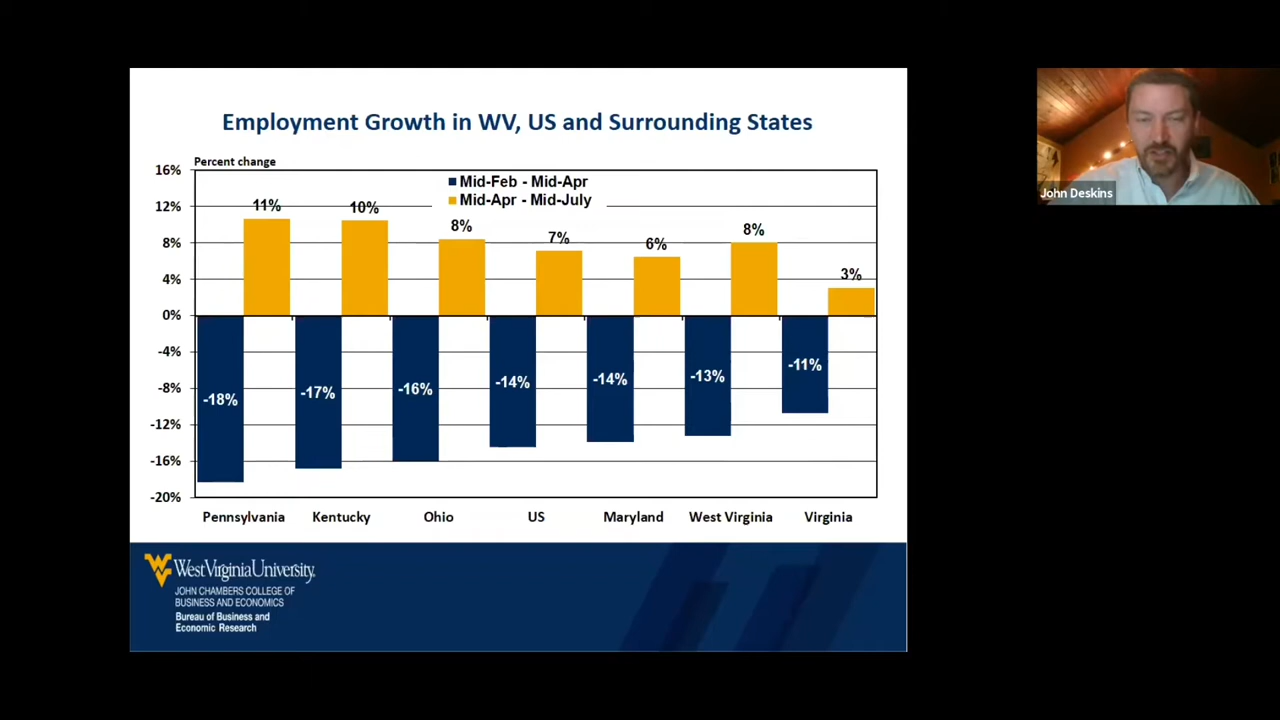 Employment Growth in WV, US and Surrounding States
Percent change
Mid-Feb - Mid-Apr
Mid-Apr - Mid-July
16%
12%
8%
4%
0%
-4%
-8%
-12%
-16%
-20%
11%
10%
8%
7%
6%
8%
3%
-18%
-17%
-16%
-14%
-14%
-13%
-11%
Pennsylvania
Kentucky
Ohio
US
Maryland
West Virginia
Virginia
WestVirginiaUniversity.
JOHN CHAMBERS COLLEGE OF
BUSINESS AND ECONOMICS
Bureau of Business and
Economic Research
John Deskins